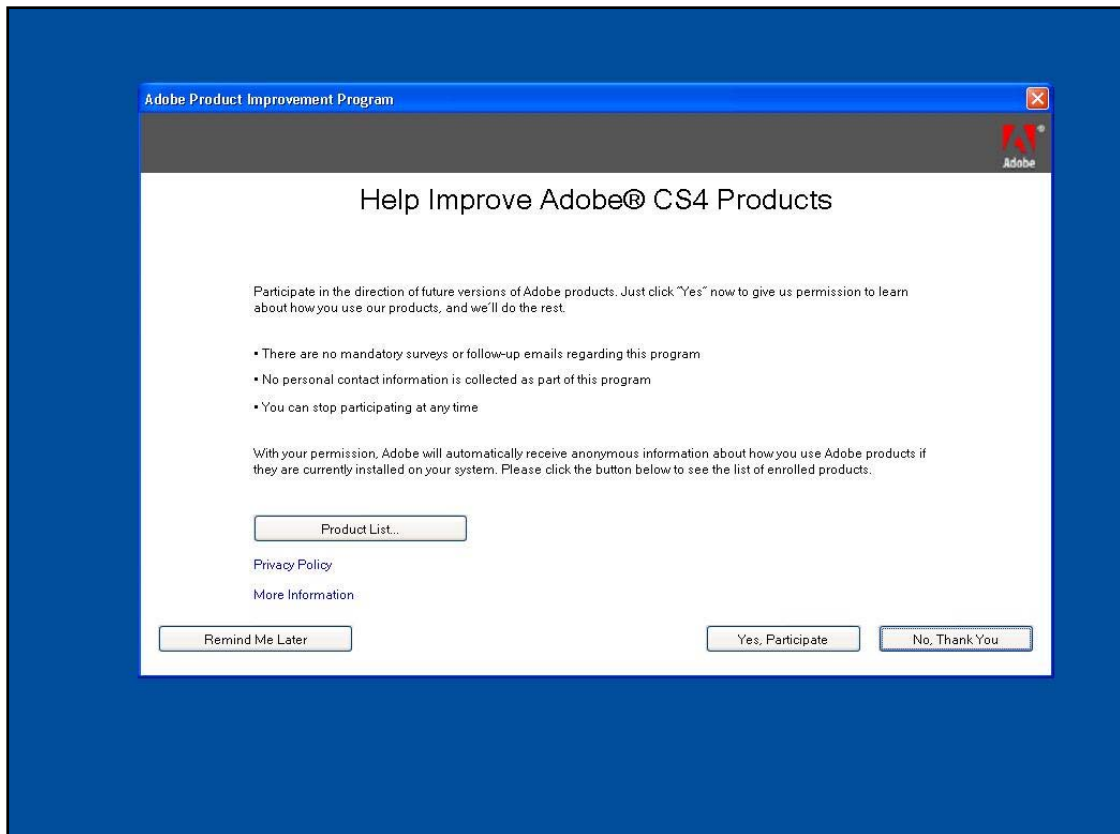 Adobe Product Improvement Program
Adobe
Help Improve Adobe® CS4 Products
Participate in the direction of future versions of Adobe products. Just click "Yes" now to give us permission to learn
about how you use our products, and we'll do the rest.
• There are no mandatory surveys or follow-up emails regarding this program
• No personal contact information is collected as part of this program
• You can stop participating at any time
With your permission, Adobe will automatically receive anonymous information about how you use Adobe products if
they are currently installed on your system. Please click the button below to see the list of enrolled products.
Product List...
Privacy Policy
More Information
Remind Me Later
Yes, Participate
No, Thank You